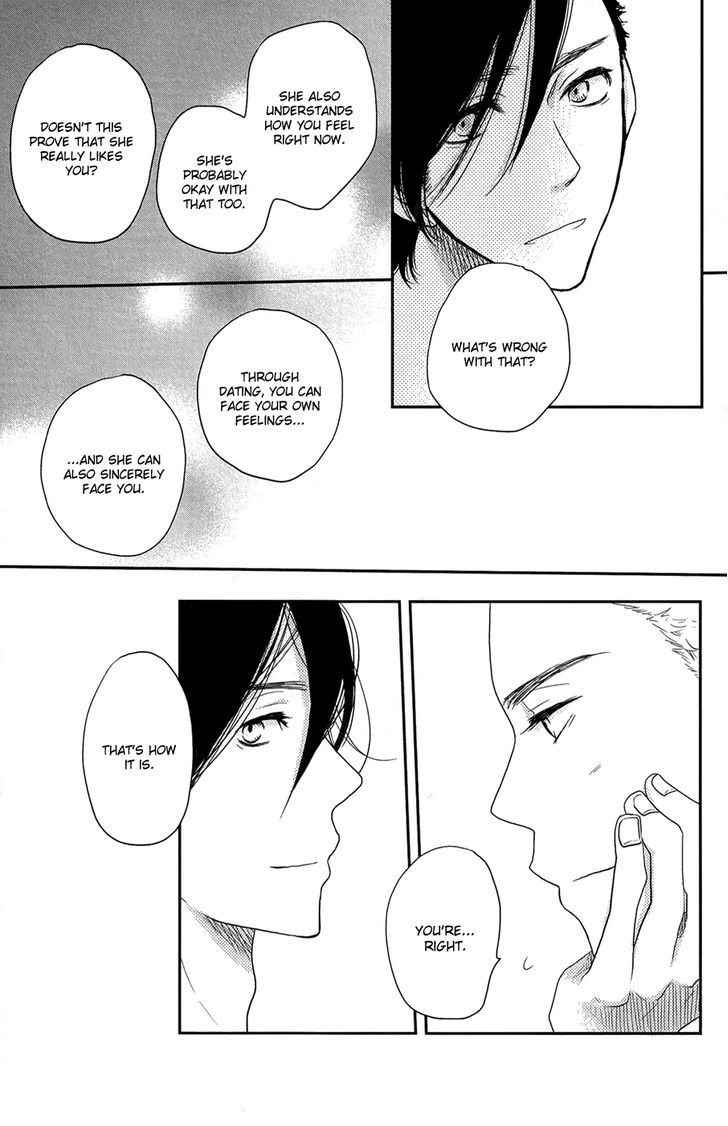 SHE ALSO
UNDERSTANDS
HOW YOU FEEL
RIGHT NOW.
SHE'S
PROBABLY
OKAY WITH
THAT TOO.
DOESN'T THIS
PROVE THAT SHE
REALLY LIKES
YOU?
WHAT'S WRONG
WITH THAT?
THROUGH
DATING, YOU CAN
FACE YOUR OWN
FEELINGS...
...AND SHE CAN
ALSO SINCERELY
FACE YOU.
YOU'RE...
RIGHT.
THAT'S HOW
IT IS.